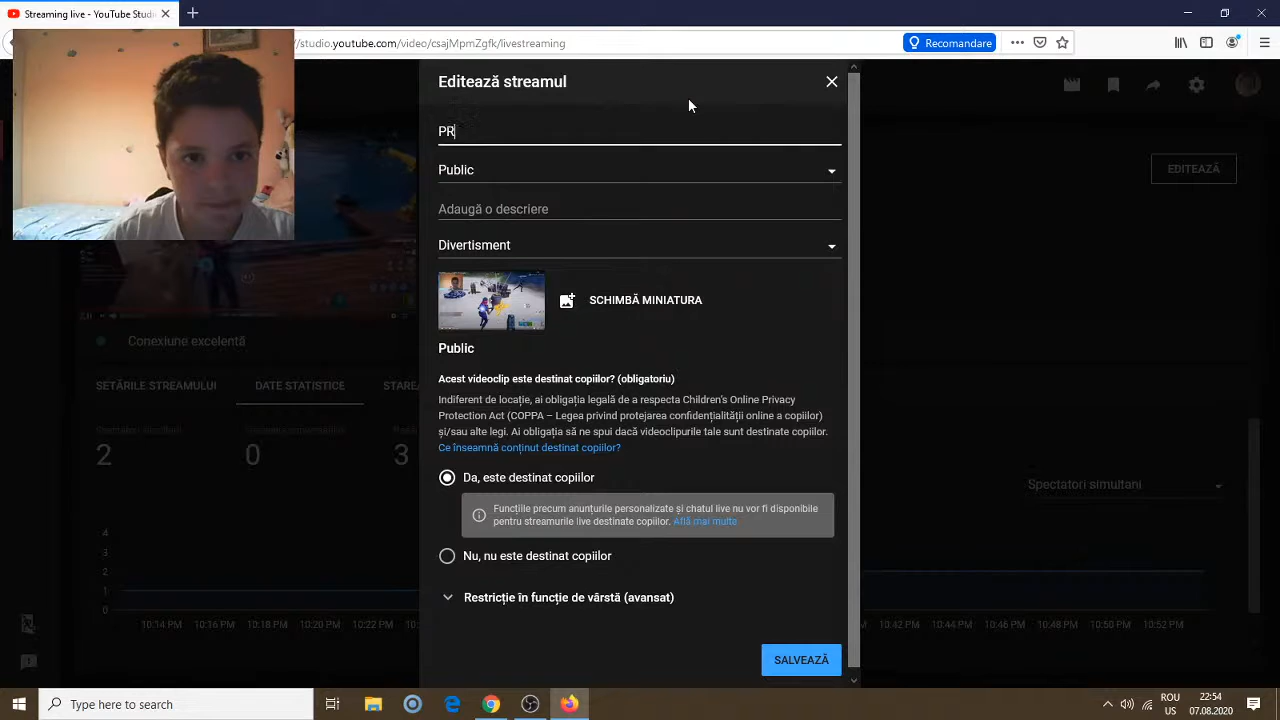 Streaming live - YouTube Studi
//studio.youtube.com/video/csajMpmZgfk/livestreaming
Recomandare
Editează streamul
PR
Public
EDITEAZĂ
Adaugă o descriere
Divertisment
SCHIMBĂ MINIATURA
Conexiune excelentă
Public
Acest videoclip este destinat copiilor? (obligatoriu)
SETĂRILE STREAMULUI
DATE STATISTICE
STAREA
Indiferent de locație, ai obligația legală de a respecta Children's Online Privacy
Protection Act (COPPA – Legea privind protejarea confidențialității online a copiilor)
și/sau alte legi. Ai obligația să ne spui dacă videoclipurile tale sunt destinate copiilor.
Ce înseamnă conținut destinat copiilor?
2
0
3
Da, este destinat copiilor
Spectatori simultani
Funcțiile precum anunțurile personalizate și chatul live nu vor fi disponibile
pentru streamurile live destinate copiilor. Află mai multe
4
3
2
1
0
Nu, nu este destinat copiilor
Restricție în funcție de vârstă (avansat)
10:14 PM 10:16 PM 10:18 PM 10:20 PM 10:22 PM
10:42 PM 10:44 PM 10:46 PM 10:48 PM 10:50 PM 10:52 PM
SALVEAZĂ
Type here to search
ROU
US
22:54
07.08.2020